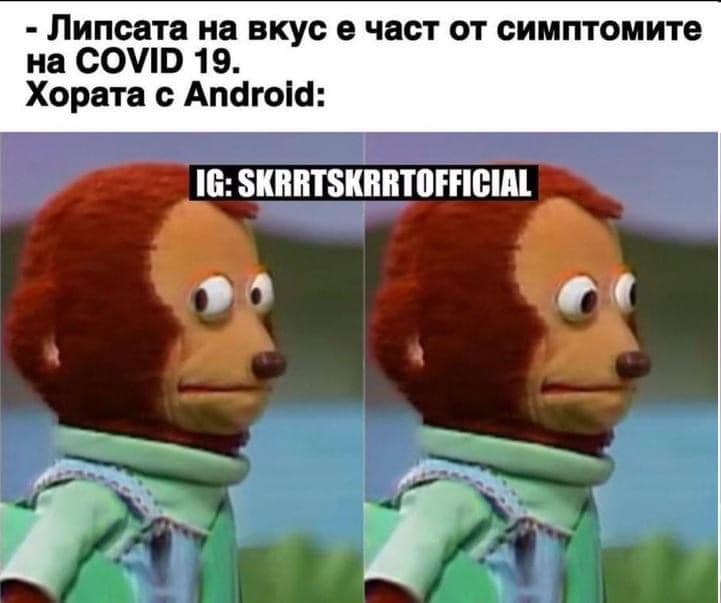 - Липсата на вкус е част от симптомите
на COVID 19.
Хората с Android:
IG: SKRRTSKRRTOFFICIAL